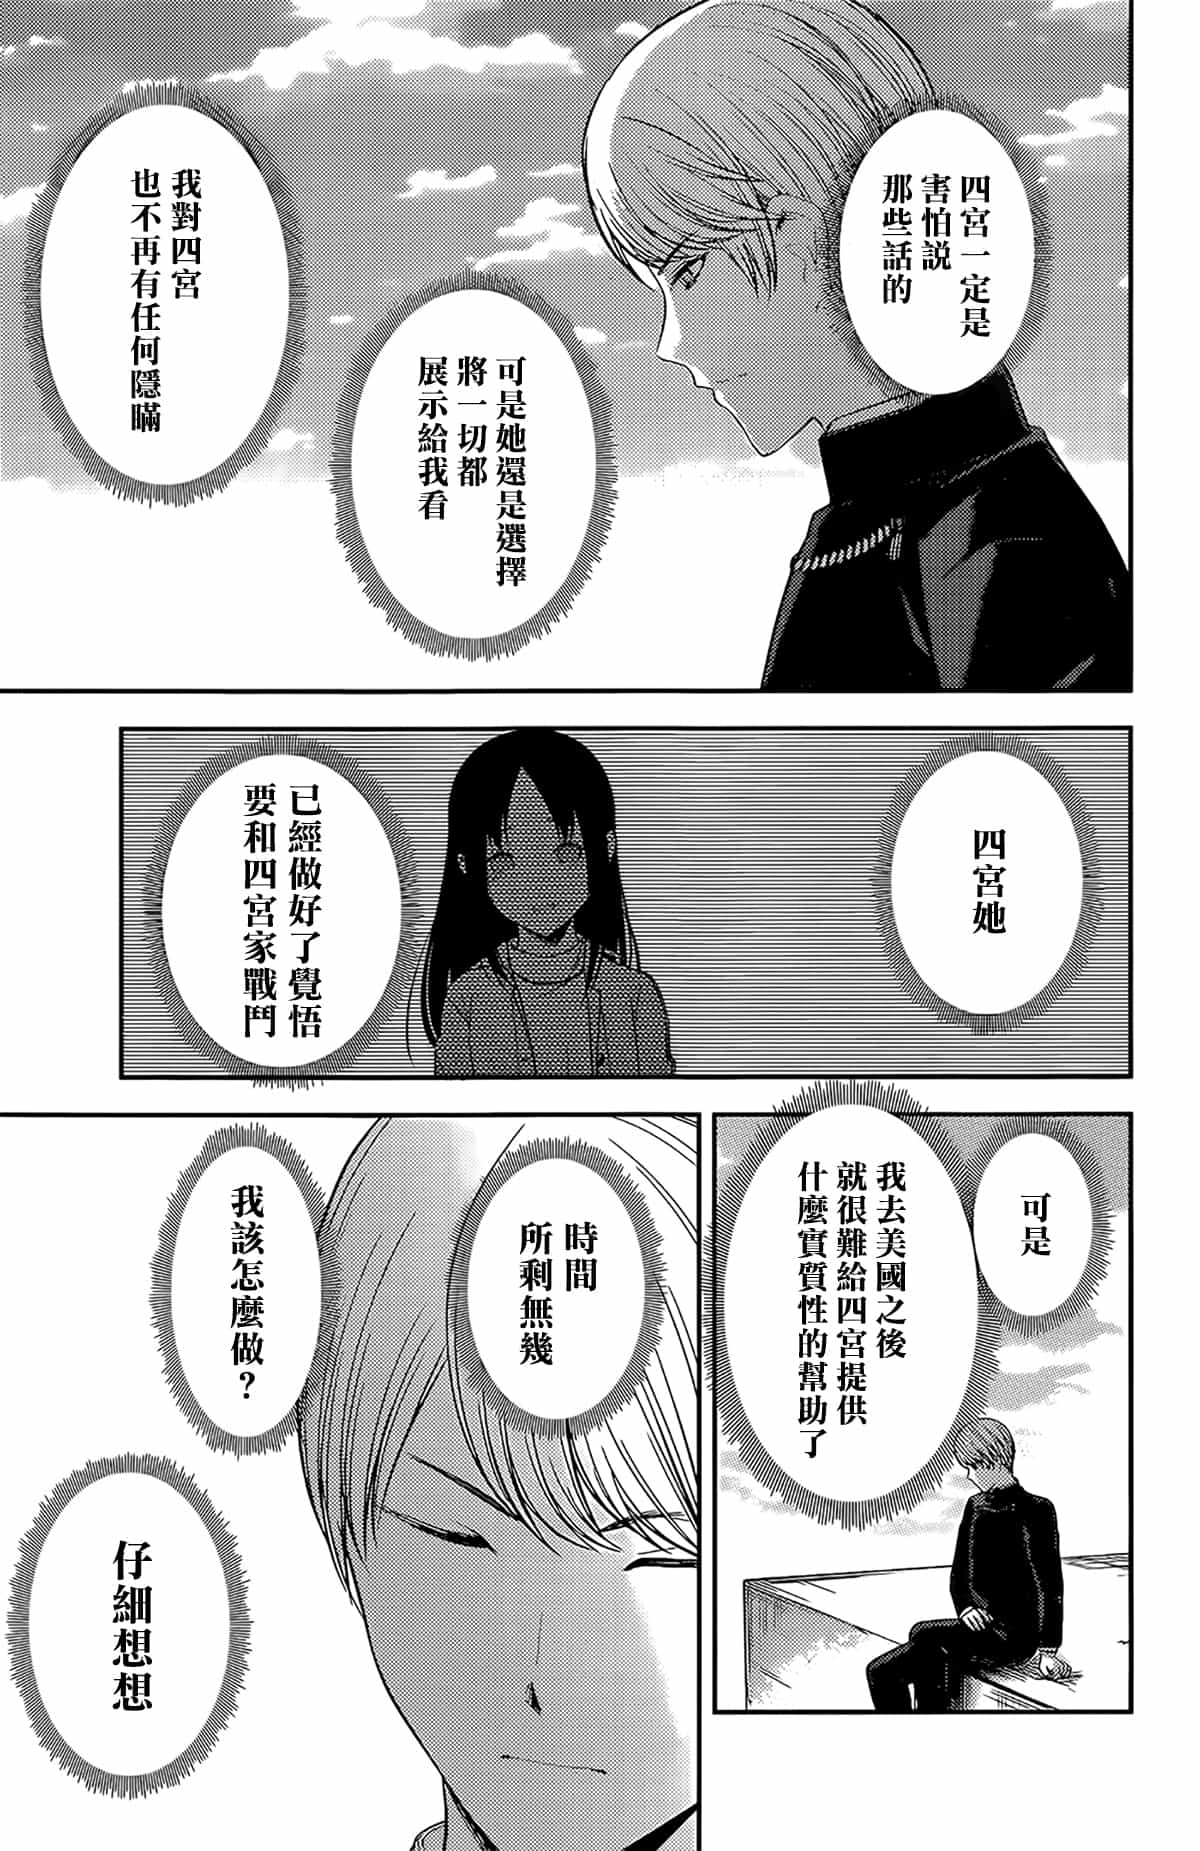 四宮一定是
害怕説
那些話的
可是她還是選擇
將一切都
展示給我看
我對四宮
也不再有任何隱瞞
四宮她
已經做好了覺悟
要和四宮家戰鬥
可是
我去美國之後
就很難給四宮提供
什麼實質性的幫助了
時間
所剩無幾
我該怎麼做?
仔細想想